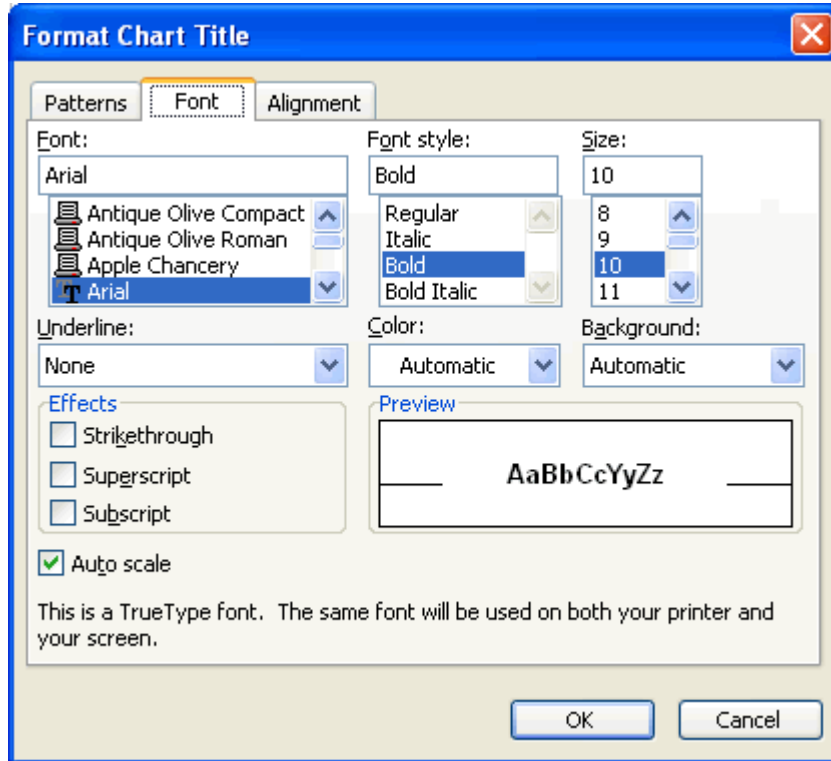 Format Chart Title
Patterns Font Alignment
Font: Font style: Size:
Arial Bold 10
Antique Olive Compact Regular 8
Antique Olive Roman Italic 9
Apple Chancery Bold 10
Arial Bold Italic 11
Underline: Color: Background:
None Automatic Automatic
Effects Preview
Strikethrough
Superscript AaBbCcYyZz
Subscript
Auto scale
This is a TrueType font. The same font will be used on both your printer and
your screen.
OK Cancel